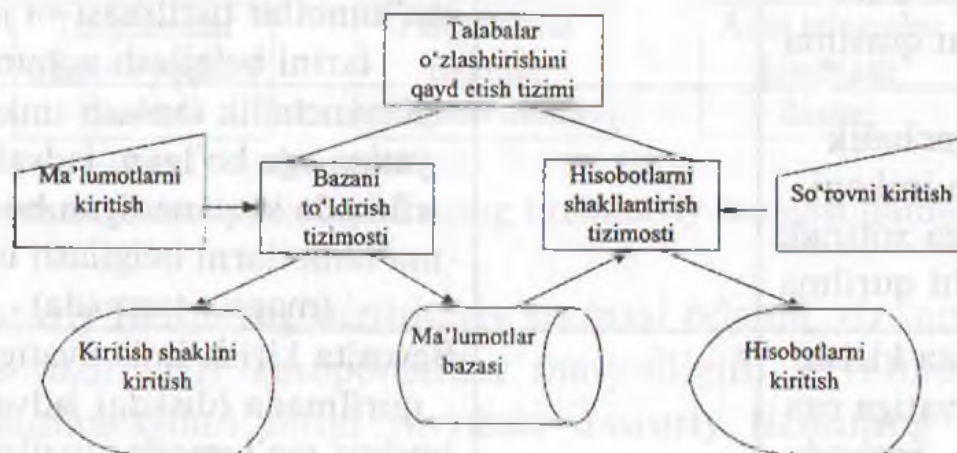 Talabalar
o‘zlashtirishini
qayd etish tizimi
Ma’lumotlarni
kiritish
Bazani
to‘ldirish
tizimosti
Hisobotlarni
shakllantirish
tizimosti
So‘rovni kiritish
Kiritish shaklini
kiritish
Ma’lumotlar
bazasi
Hisobotlarni
kiritish